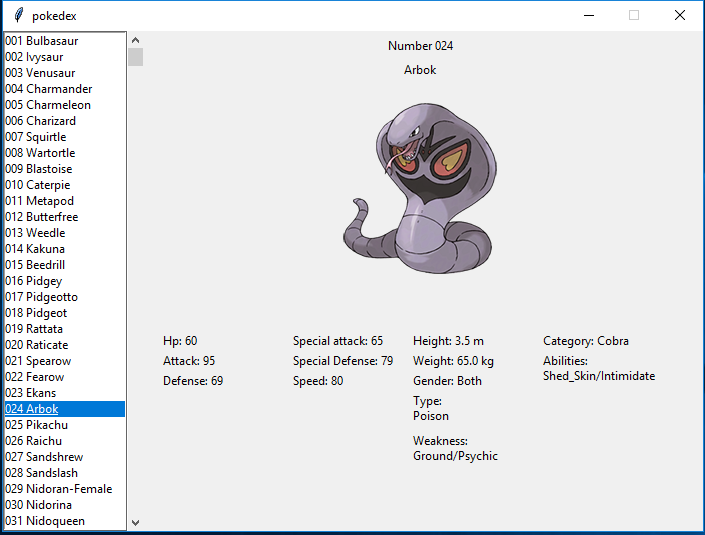 pokedex
001 Bulbasaur
002 Ivysaur
003 Venusaur
004 Charmander
005 Charmeleon
006 Charizard
007 Squirtle
008 Wartortle
009 Blastoise
010 Caterpie
011 Metapod
012 Butterfree
013 Weedle
014 Kakuna
015 Beedrill
016 Pidgey
017 Pidgeotto
018 Pidgeot
019 Rattata
020 Raticate
021 Spearow
022 Fearow
023 Ekans
024 Arbok
025 Pikachu
026 Raichu
027 Sandshrew
028 Sandslash
029 Nidoran-Female
030 Nidorina
031 Nidoqueen
Number 024
Arbok
Hp: 60
Attack: 95
Defense: 69
Special attack: 65
Special Defense: 79
Speed: 80
Height: 3.5 m
Weight: 65.0 kg
Gender: Both
Type:
Poison
Weakness:
Ground/Psychic
Category: Cobra
Abilities:
Shed_Skin/Intimidate